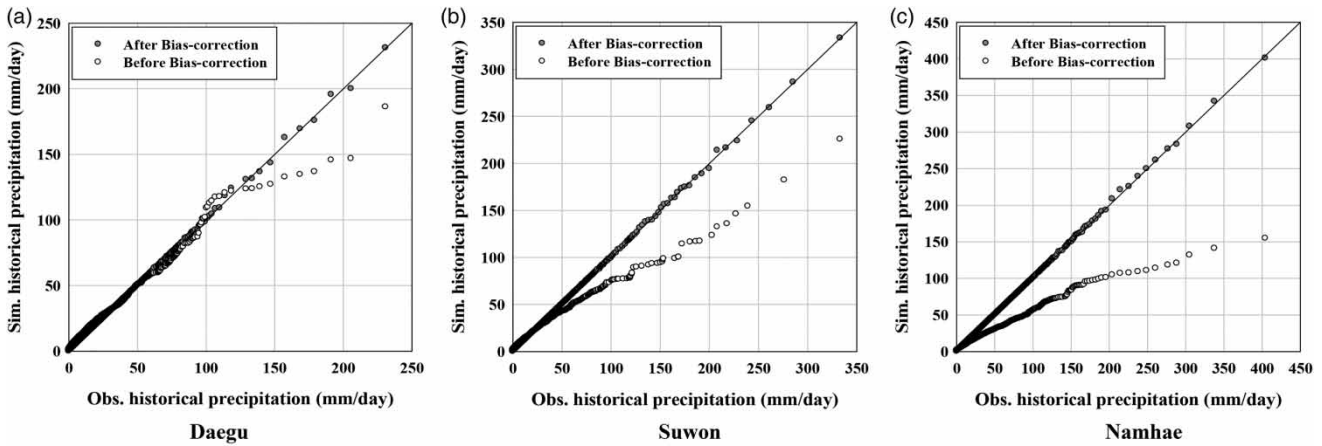 (a)
250
200
150
100
50
0
Sim. historical precipitation (mm/day)
After Bias-correction
Before Bias-correction
0 50 100 150 200 250
Obs. historical precipitation (mm/day)
Daegu
(b)
350
300
250
200
150
100
50
0
Sim. historical precipitation (mm/day)
After Bias-correction
Before Bias-correction
0 50 100 150 200 250 300 350
Obs. historical precipitation (mm/day)
Suwon
(c)
450
400
350
300
250
200
150
100
50
0
Sim. historical precipitation (mm/day)
After Bias-correction
Before Bias-correction
0 50 100 150 200 250 300 350 400 450
Obs. historical precipitation (mm/day)
Namhae